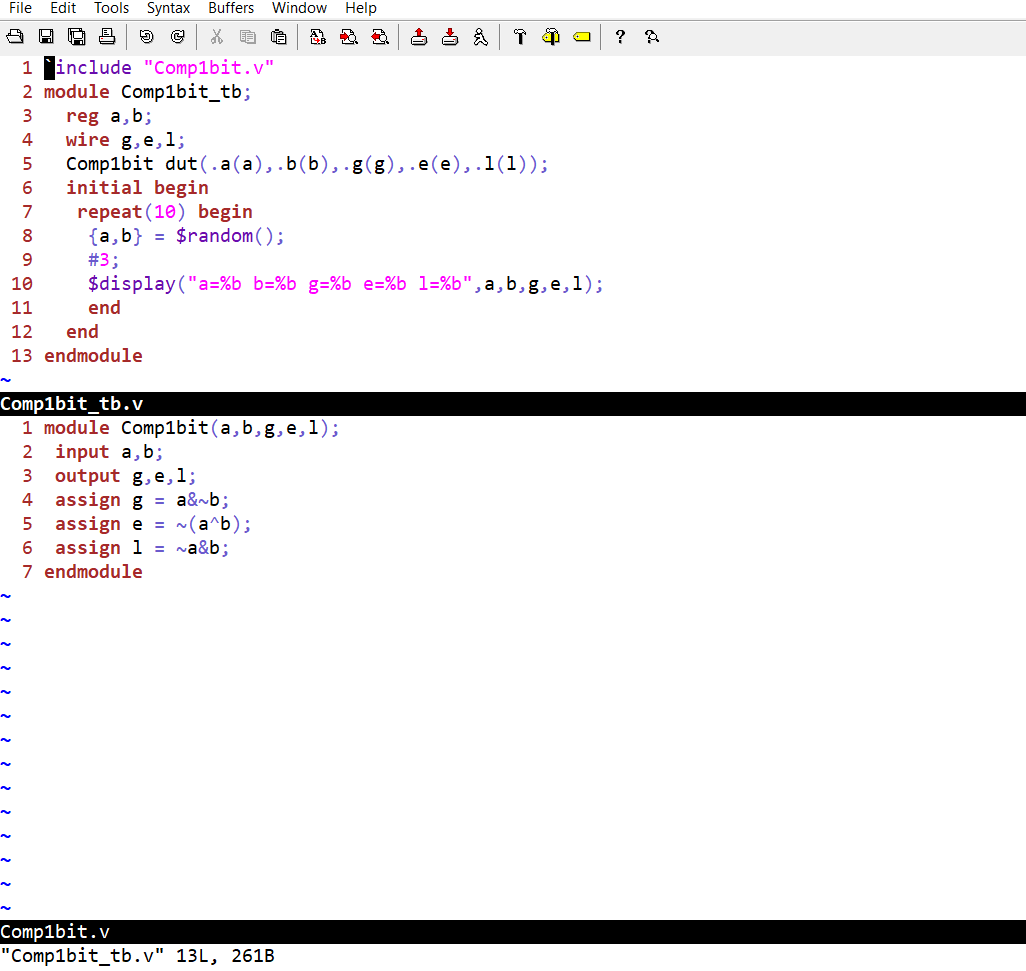 File Edit Tools Syntax Buffers Window Help
1 `include "Comp1bit.v"
2 module Comp1bit_tb;
3   reg a,b;
4   wire g,e,l;
5   Comp1bit dut(.a(a),.b(b),.g(g),.e(e),.l(l));
6   initial begin
7    repeat(10) begin
8     {a,b} = $random();
9     #3;
10     $display("a=%b b=%b g=%b e=%b l=%b",a,b,g,e,l);
11     end
12   end
13 endmodule
~
Comp1bit_tb.v
1 module Comp1bit(a,b,g,e,l);
2  input a,b;
3  output g,e,l;
4  assign g = a&~b;
5  assign e = ~(a^b);
6  assign l = ~a&b;
7 endmodule
~
~
~
~
~
~
~
~
~
~
~
~
~
~
Comp1bit.v
"Comp1bit_tb.v" 13L, 261B